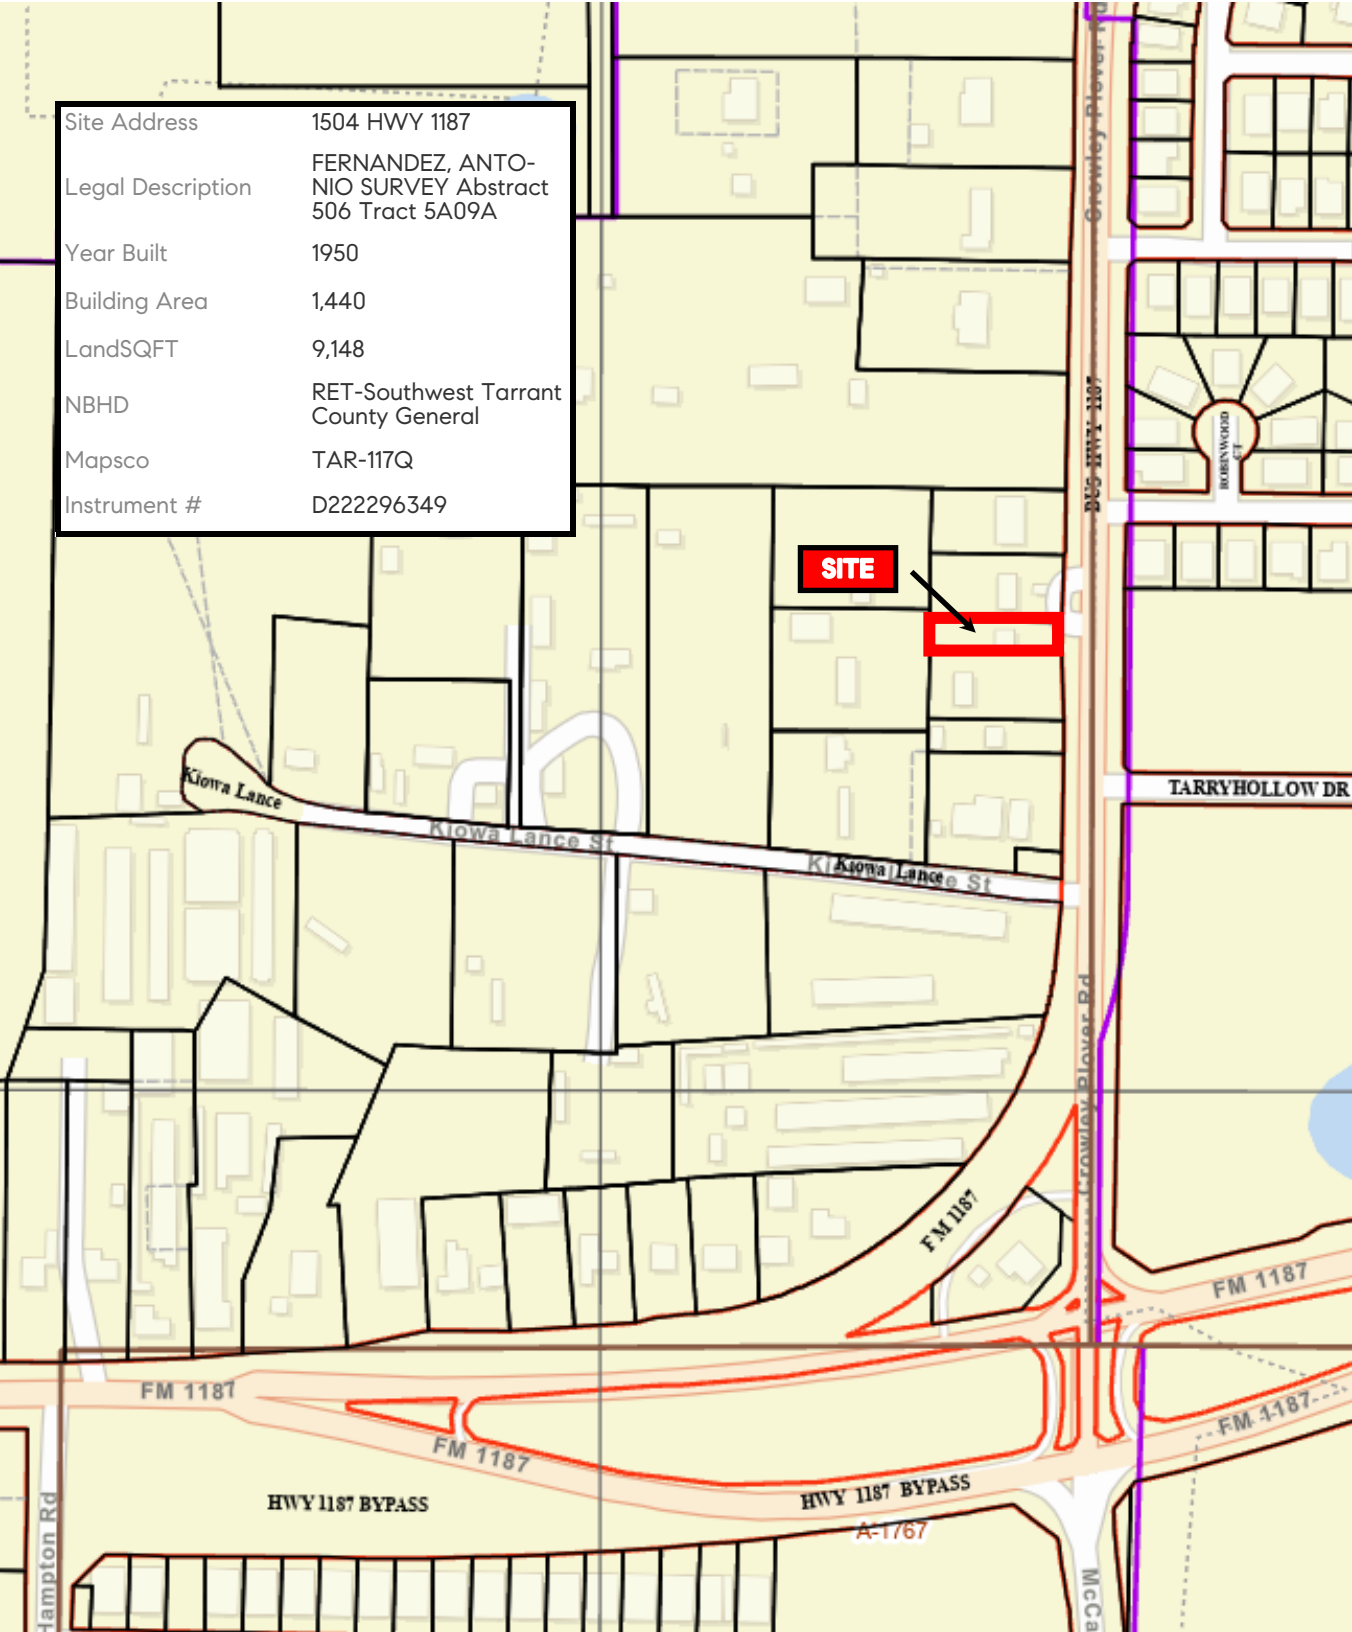 Site Address 1504 HWY 1187
Legal Description FERNANDEZ, ANTO-
NIO SURVEY Abstract
506 Tract 5A09A
Year Built 1950
Building Area 1,440
LandSQFT 9,148
NBHD RET-Southwest Tarrant
County General
Mapsco TAR-117Q
Instrument # D222296349
Crowley Plover
BUS HWY 1187
ROBINWOOD
CT
SITE
TARRYHOLLOW DR
Kiowa Lance
Kiowa Lance St
Kiowa Lance St
Kiowa Lance
Crowley Plover Rd
FM 1187
FM 1187
FM 1187
FM 1187
FM 1187
HWY 1187 BYPASS
HWY 1187 BYPASS
A-1767
Hampton Rd
McCa